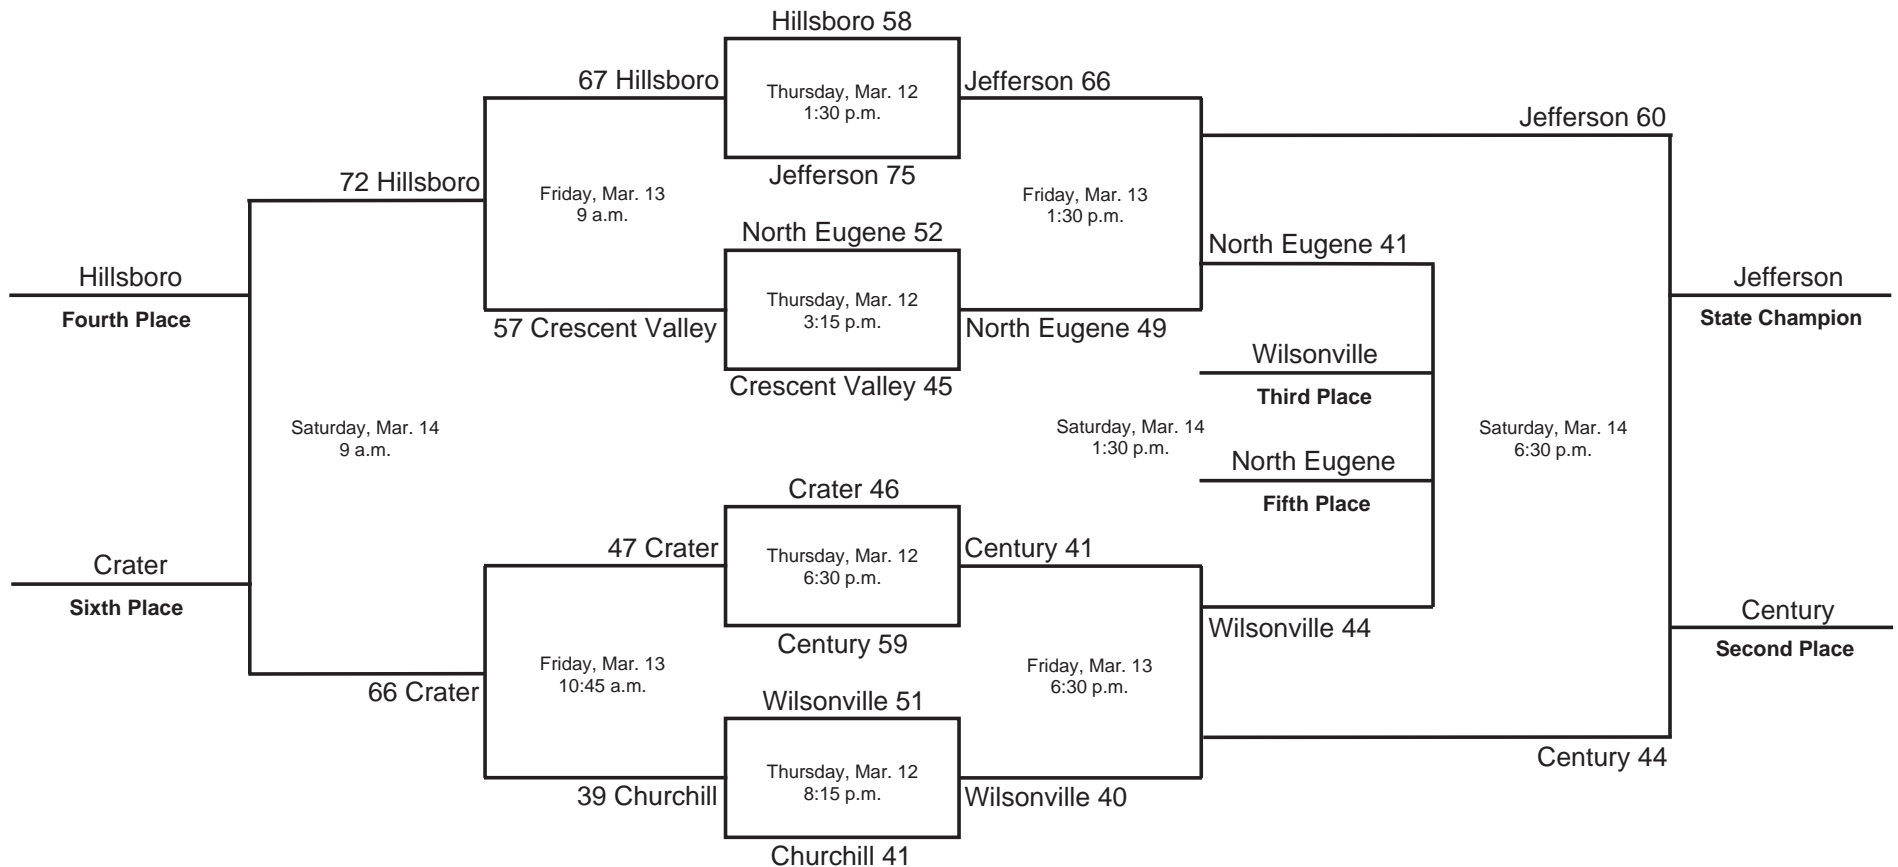 Hillsboro 58
67 Hillsboro
Thursday, Mar. 12
1:30 p.m.
Jefferson 66
Jefferson 60
72 Hillsboro
Friday, Mar. 13
9 a.m.
Jefferson 75
Friday, Mar. 13
1:30 p.m.
North Eugene 52
North Eugene 41
Hillsboro
Fourth Place
Jefferson
State Champion
57 Crescent Valley
Thursday, Mar. 12
3:15 p.m.
North Eugene 49
Wilsonville
Third Place
Crescent Valley 45
Saturday, Mar. 14
9 a.m.
Saturday, Mar. 14
1:30 p.m.
Saturday, Mar. 14
6:30 p.m.
North Eugene
Fifth Place
Crater 46
47 Crater
Thursday, Mar. 12
6:30 p.m.
Century 41
Crater
Sixth Place
Century
Second Place
Century 59
Wilsonville 44
Friday, Mar. 13
10:45 a.m.
Friday, Mar. 13
6:30 p.m.
66 Crater
Wilsonville 51
Century 44
39 Churchill
Thursday, Mar. 12
8:15 p.m.
Wilsonville 40
Churchill 41